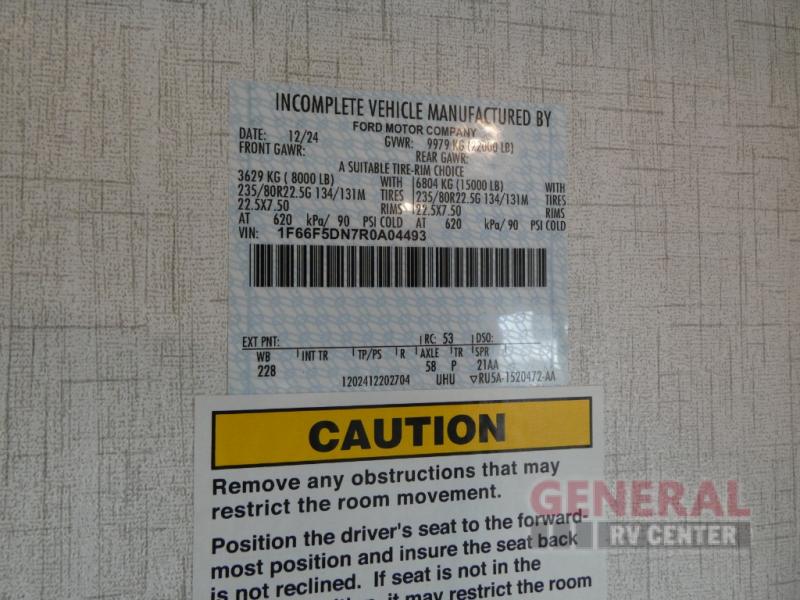 INCOMPLETE VEHICLE MANUFACTURED BY
FORD MOTOR COMPANY
DATE: 12/24 GVWR: 9979 KG (22000 LB)
FRONT GAWR: REAR GAWR:
A SUITABLE TIRE-RIM CHOICE
3629 KG ( 8000 LB) WITH 6804 KG (15000 LB) WITH
235/80R22.5G 134/131M TIRES 235/80R22.5G 134/131M TIRES
22.5X7.50 RIMS 22.5X7.50 RIMS
AT 620 kPa/ 90 PSI COLD AT 620 kPa/ 90 PSI COLD
VIN: 1F66F5DN7R0A04493
EXT PNT: RC: 53 DSO:
WB INT TR TP/PS R AXLE TR SPR
228 58 P 21AA
1202412202704 UHU ▽RU5A-1520472-AA
CAUTION
Remove any obstructions that may
restrict the room movement.
Position the driver's seat to the forward-
most position and insure the seat back
is not reclined. If seat is not in the
it may restrict the room
GENERAL
RV CENTER